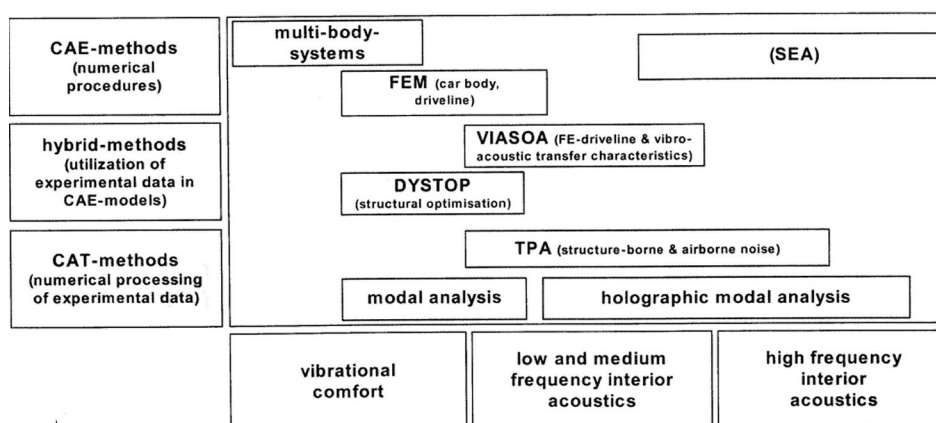 CAE-methods
(numerical
procedures)
multi-body-
systems
(SEA)
FEM (car body,
driveline)
hybrid-methods
(utilization of
experimental data in
CAE-models)
VIASOA (FE-driveline & vibro-
acoustic transfer characteristics)
DYSTOP
(structural optimisation)
CAT-methods
(numerical processing
of experimental data)
TPA (structure-borne & airborne noise)
modal analysis
holographic modal analysis
vibrational
comfort
low and medium
frequency interior
acoustics
high frequency
interior
acoustics